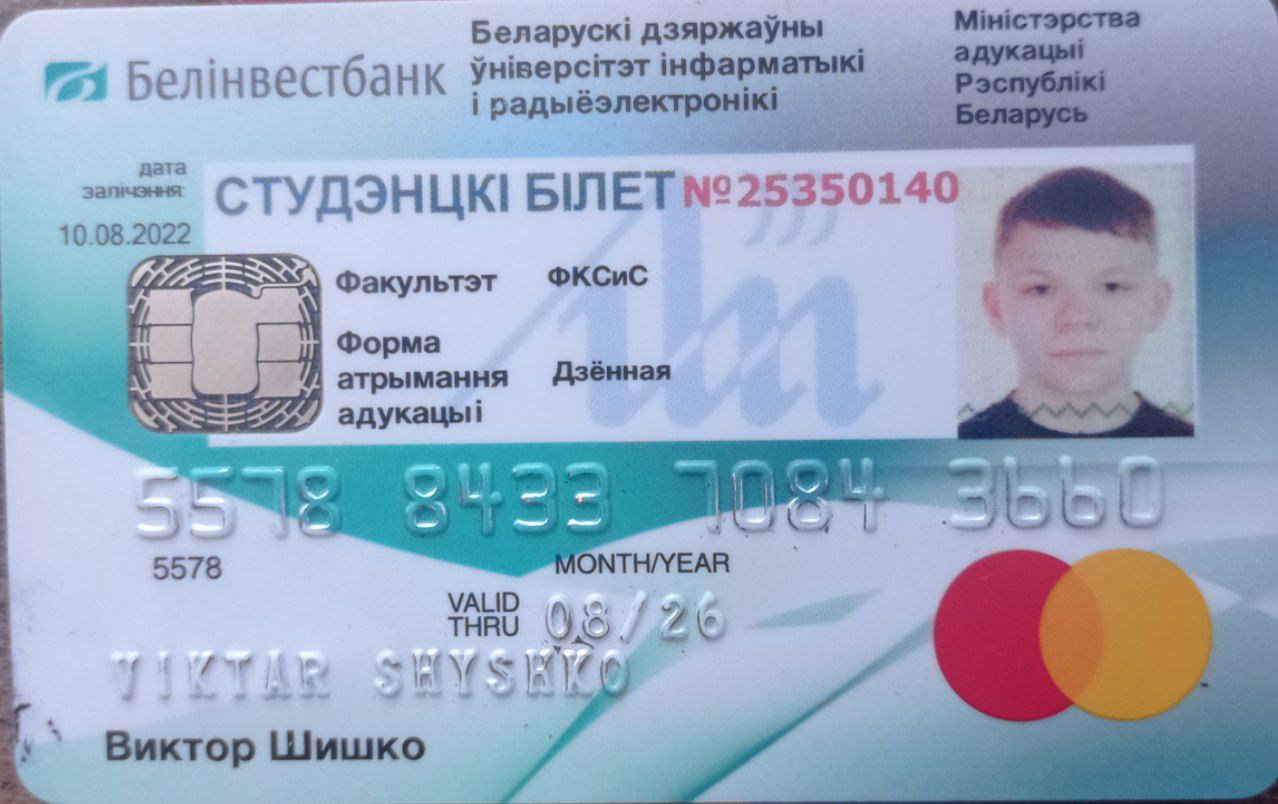 Белінвестбанк
Беларускі дзяржаўны
ўніверсітэт інфарматыкі
і радыёэлектронікі
Міністэрства
адукацыі
Рэспублікі
Беларусь
дата
залічэння:
10.08.2022
СТУДЭНЦКІ БІЛЕТ №25350140
Факультэт ФКСиС
Форма
атрымання Дзённая
адукацыі
5578 8433 7084 3660
5578
MONTH/YEAR
VALID
THRU 08/26
VIKTAR SHYSHKO
Виктор Шишко